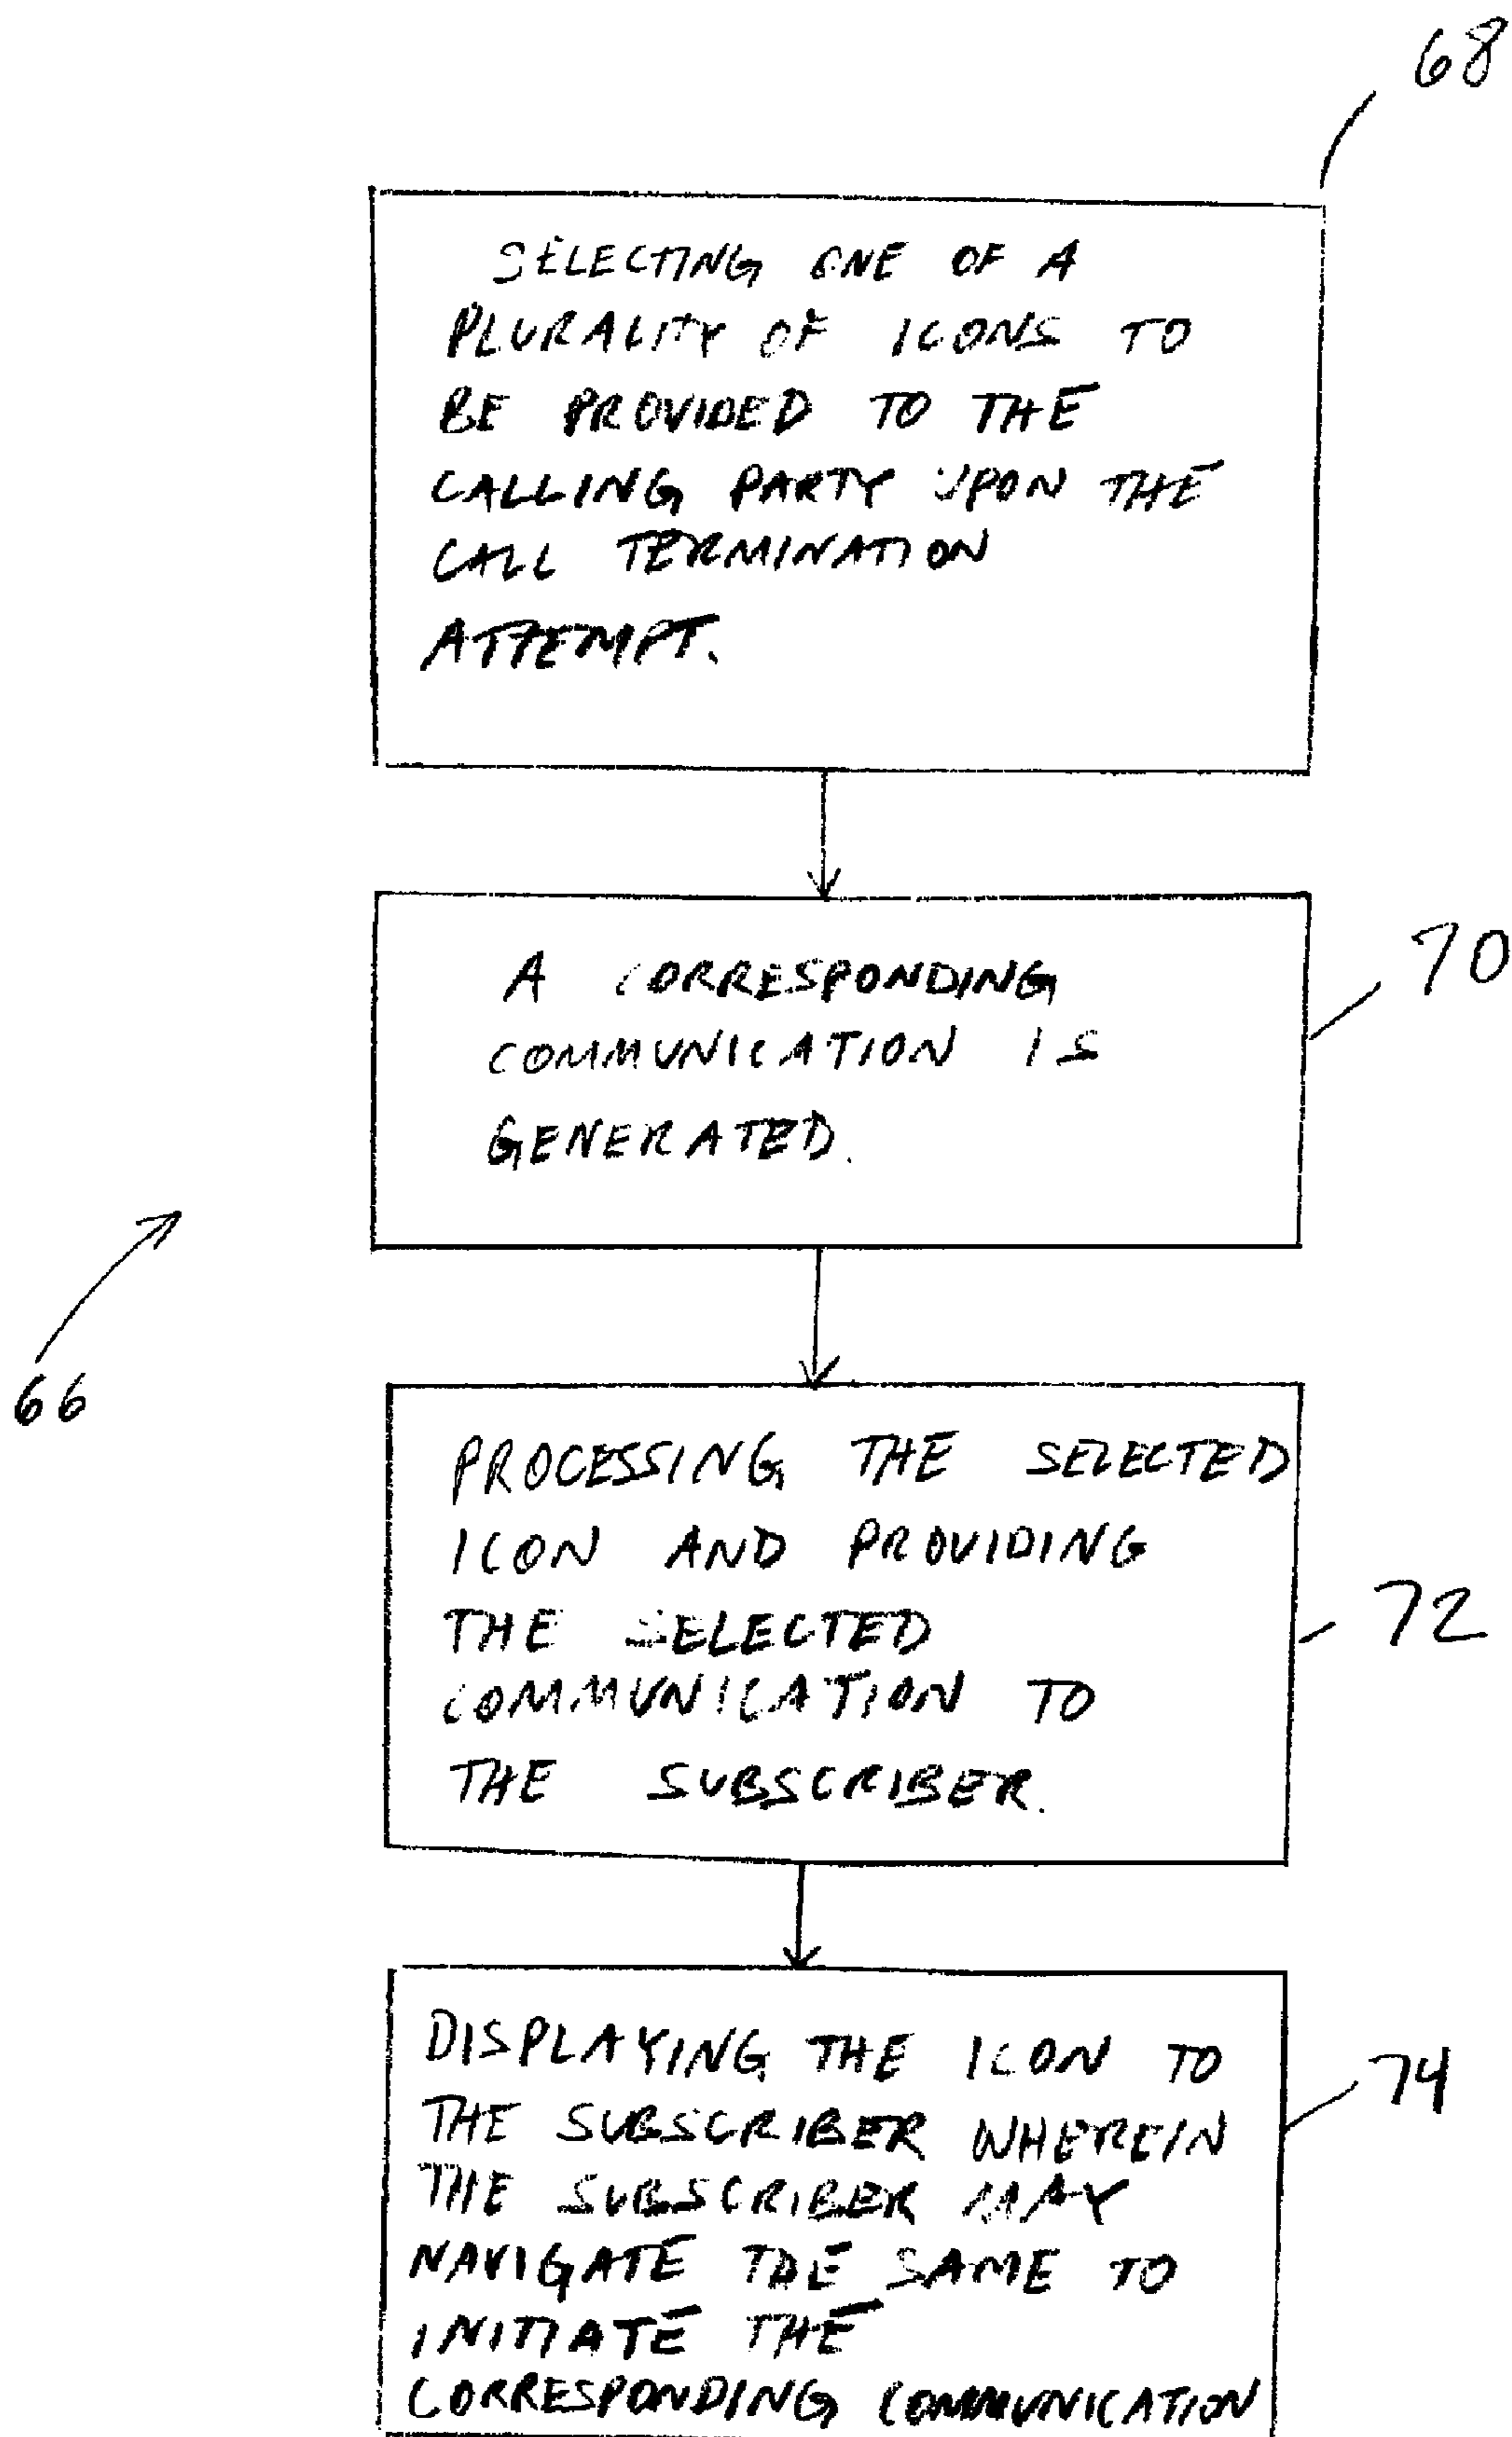 68
SELECTING ONE OF A
PLURALITY OF ICONS TO
BE PROVIDED TO THE
CALLING PARTY UPON THE
CALL TERMINATION
ATTEMPT.
A CORRESPONDING
COMMUNICATION IS
GENERATED.
70
66
PROCESSING THE SELECTED
ICON AND PROVIDING
THE SELECTED
COMMUNICATION TO
THE SUBSCRIBER.
72
DISPLAYING THE ICON TO
THE SUBSCRIBER WHEREIN
THE SUBSCRIBER MAY
NAVIGATE THE SAME TO
INITIATE THE
CORRESPONDING COMMUNICATION
74